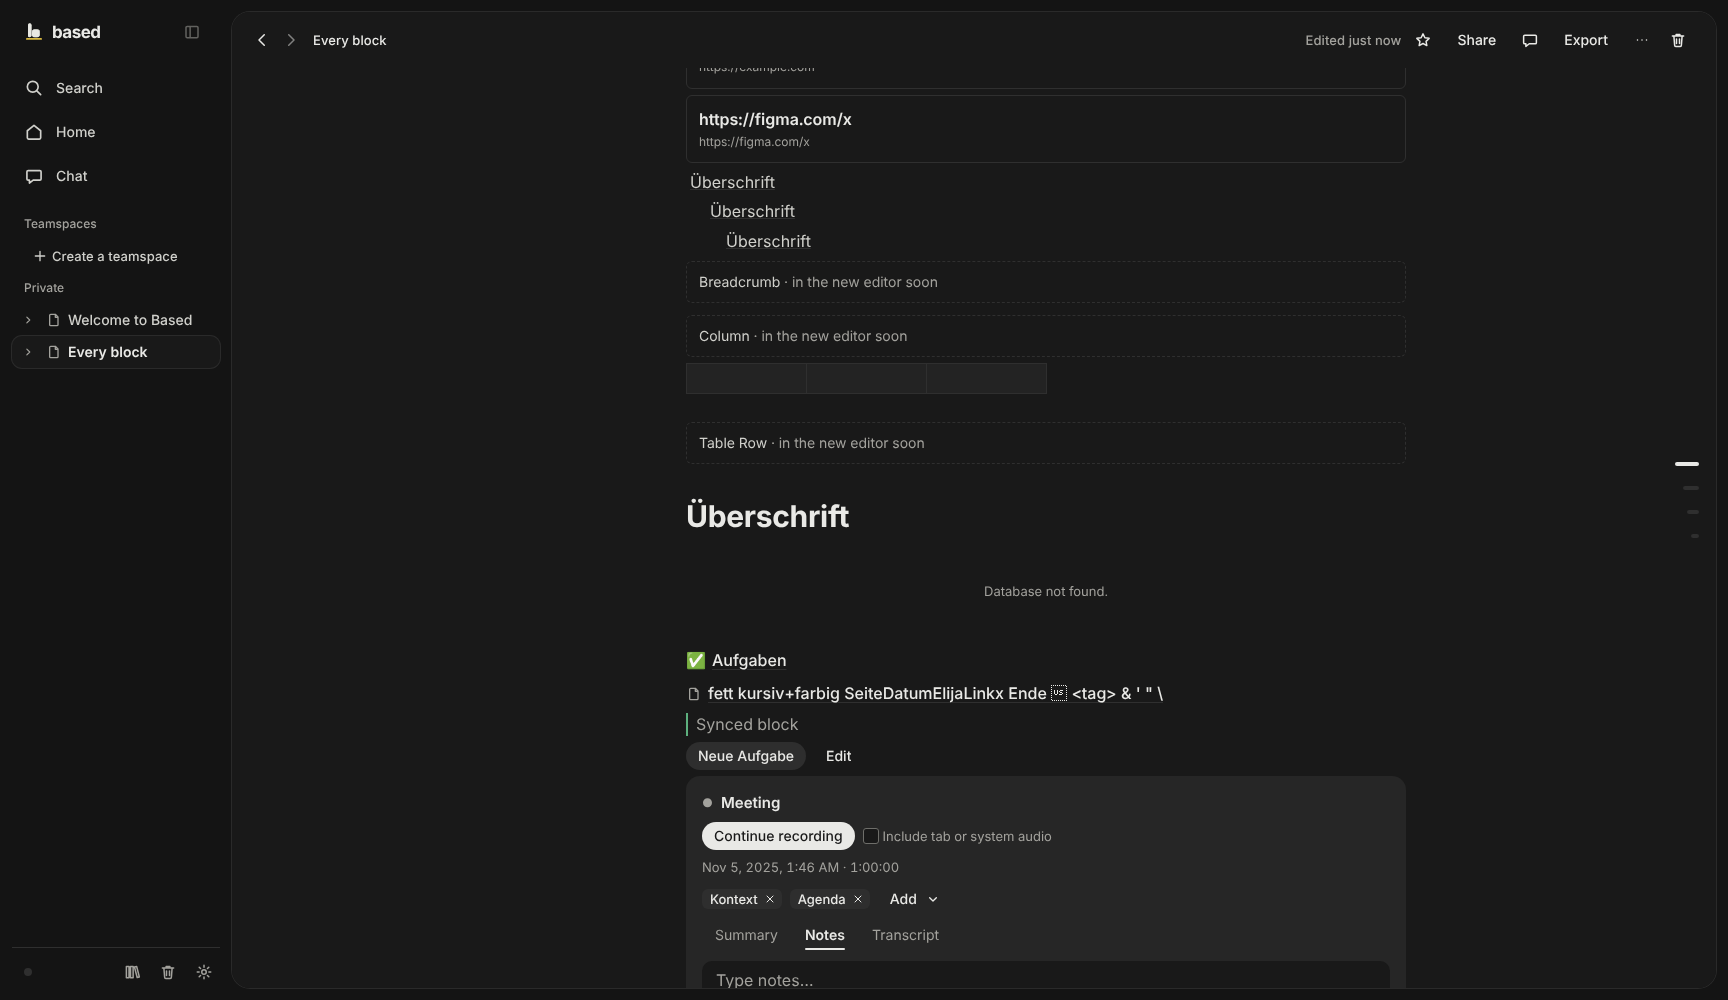 based
Search
Home
Chat
Teamspaces
Create a teamspace
Private
Welcome to Based
Every block
Every block
Edited just now
Share
Export
https://example.com
https://figma.com/x
https://figma.com/x
Überschrift
Überschrift
Überschrift
Breadcrumb · in the new editor soon
Column · in the new editor soon
Table Row · in the new editor soon
Überschrift
Database not found.
✅ Aufgaben
fett kursiv+farbig SeiteDatumElijaLinkx Ende US <tag> & ' " \
Synced block
Neue Aufgabe Edit
Meeting
Continue recording Include tab or system audio
Nov 5, 2025, 1:46 AM · 1:00:00
Kontext × Agenda × Add
Summary Notes Transcript
Type notes...